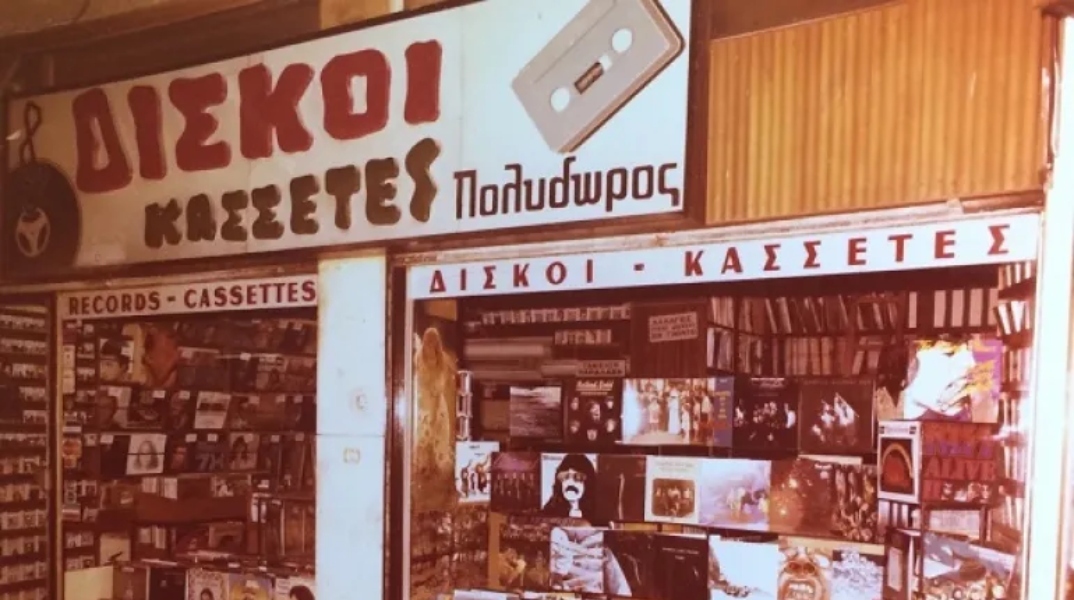 ΔΙΣΚΟΙ
ΚΑΣΣΕΤΕΣ
Πολυδωρος
RECORDS - CASSETTES
ΔΙΣΚΟΙ - ΚΑΣΣΕΤΕΣ
ALIVE